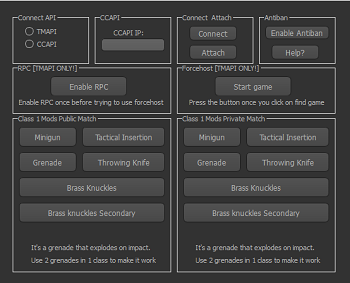 Connect API
TMAPI
CCAPI
CCAPI
CCAPI IP:
Connect Attach
Connect
Attach
Antiban
Enable Antiban
Help?
RPC [TMAPI ONLY!]
Enable RPC
Enable RPC once before trying to use forcehost
Forcehost [TMAPI ONLY!]
Start game
Press the button once you click on find game
Class 1 Mods Public Match
Minigun
Tactical Insertion
Grenade
Throwing Knife
Brass Knuckles
Brass knuckles Secondary
It's a grenade that explodes on impact.
Use 2 grenades in 1 class to make it work
Class 1 Mods Private Match
Minigun
Tactical Insertion
Grenade
Throwing Knife
Brass Knuckles
Brass knuckles Secondary
It's a grenade that explodes on impact.
Use 2 grenades in 1 class to make it work